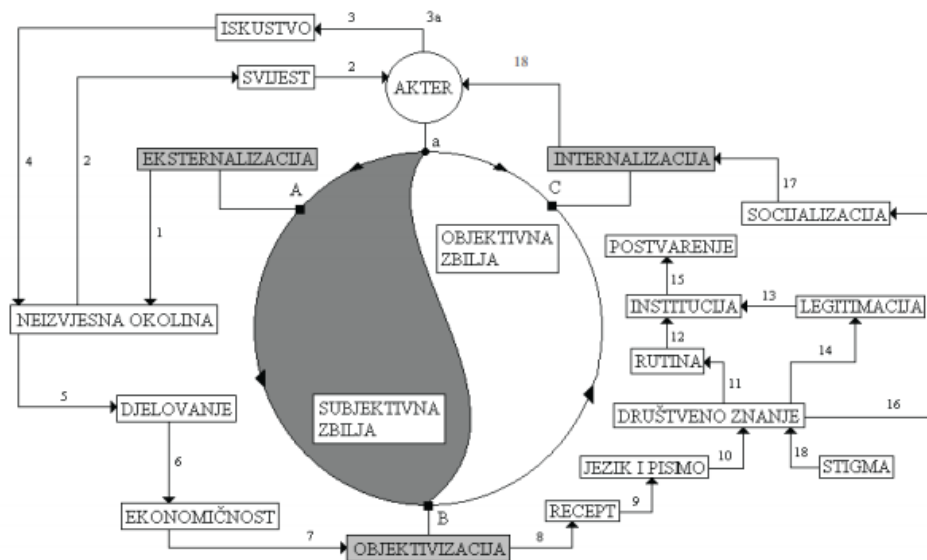 3
3a
ISKUSTVO
18
2
SVIJEST
AKTER
4
2
EKSTERNALIZACIJA
a
INTERNALIZACIJA
17
A
C
SOCIJALIZACIJA
1
OBJEKTIVNA
ZBILJA
POSTVARENJE
15
NEIZVJESNA OKOLINA
INSTITUCIJA
13
LEGITIMACIJA
12
14
RUTINA
11
5
DJELOVANJE
SUBJEKTIVNA
ZBILJA
DRUŠTVENO ZNANJE
16
6
10
18
JEZIK I PISIMO
STIGMA
EKONOMIČNOST
B
RECEPT
9
7
OBJEKTIVIZACIJA
8